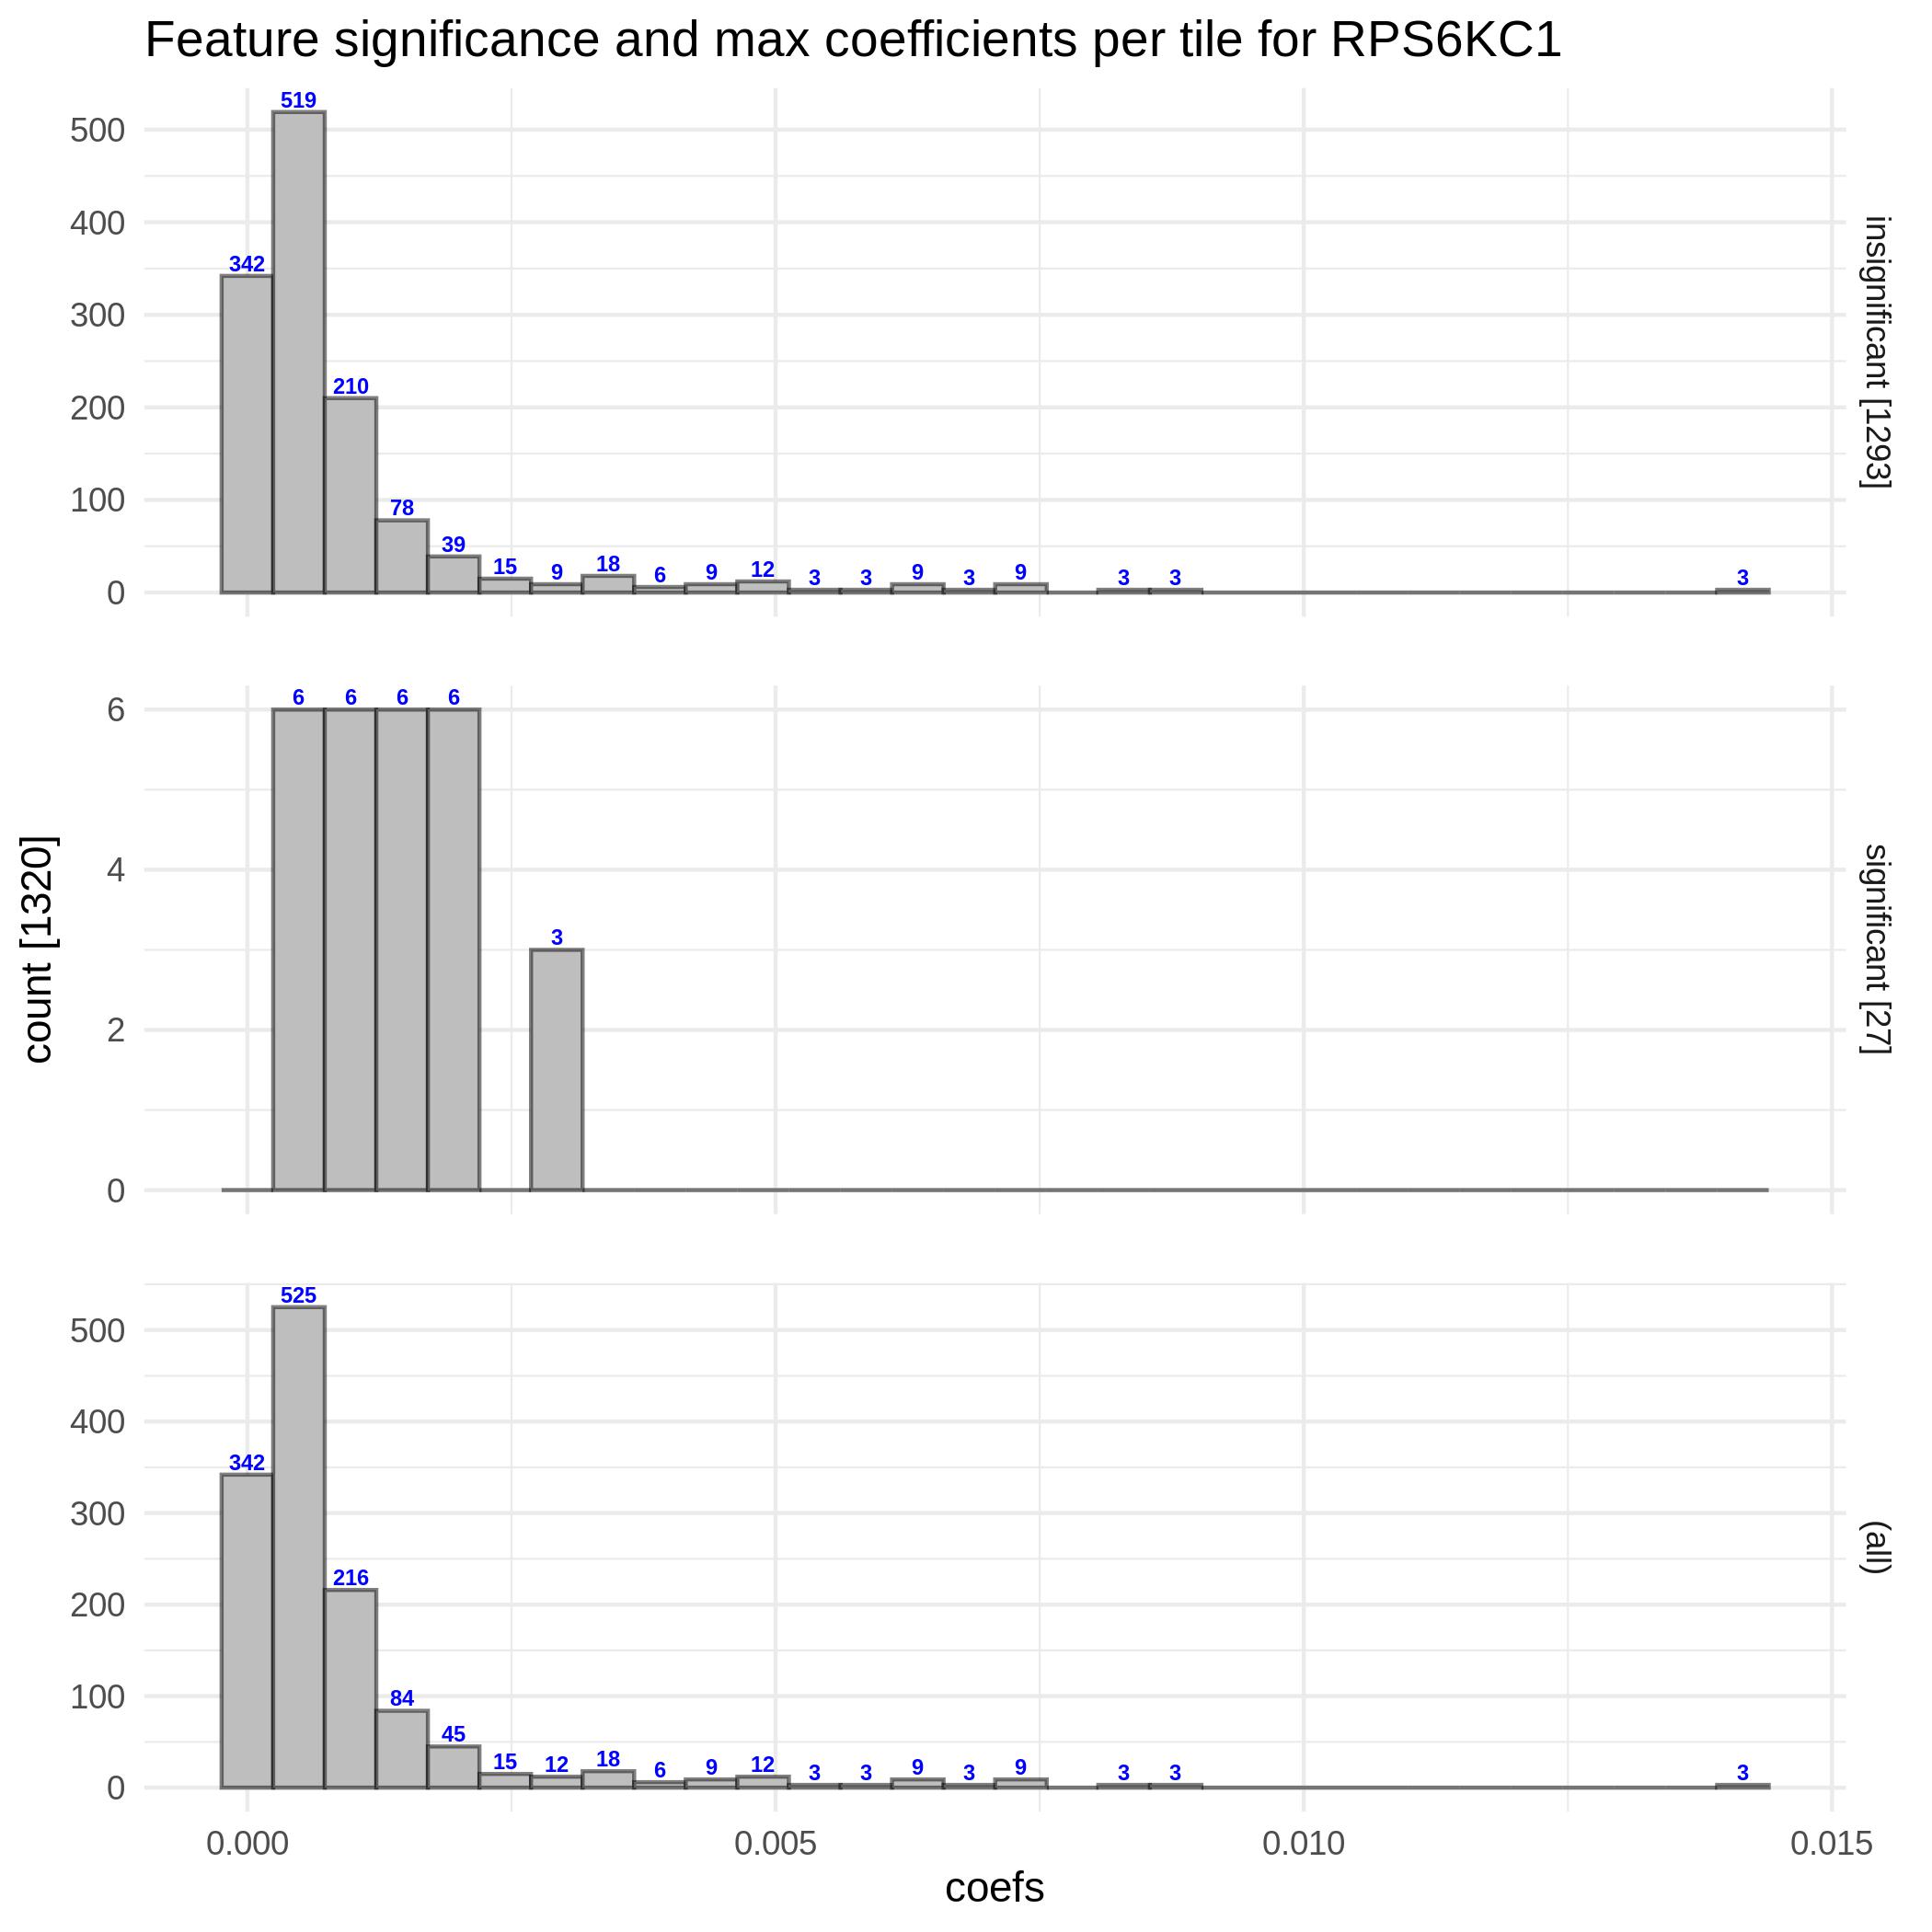 Feature significance and max coefficients per tile for RPS6KC1
519
500
400
342
300
210
200
100
78
39
15 9 18 6 9 12 3 3 9 3 9 3 3 3
0
insignificant [1293]
6 6 6 6
6
4
3
2
0
significant [27]
count [1320]
525
500
400
342
300
216
200
100
84
45
15 12 18 6 9 12 3 3 9 3 9 3 3 3
0
(all)
0.000 0.005 0.010 0.015
coefs